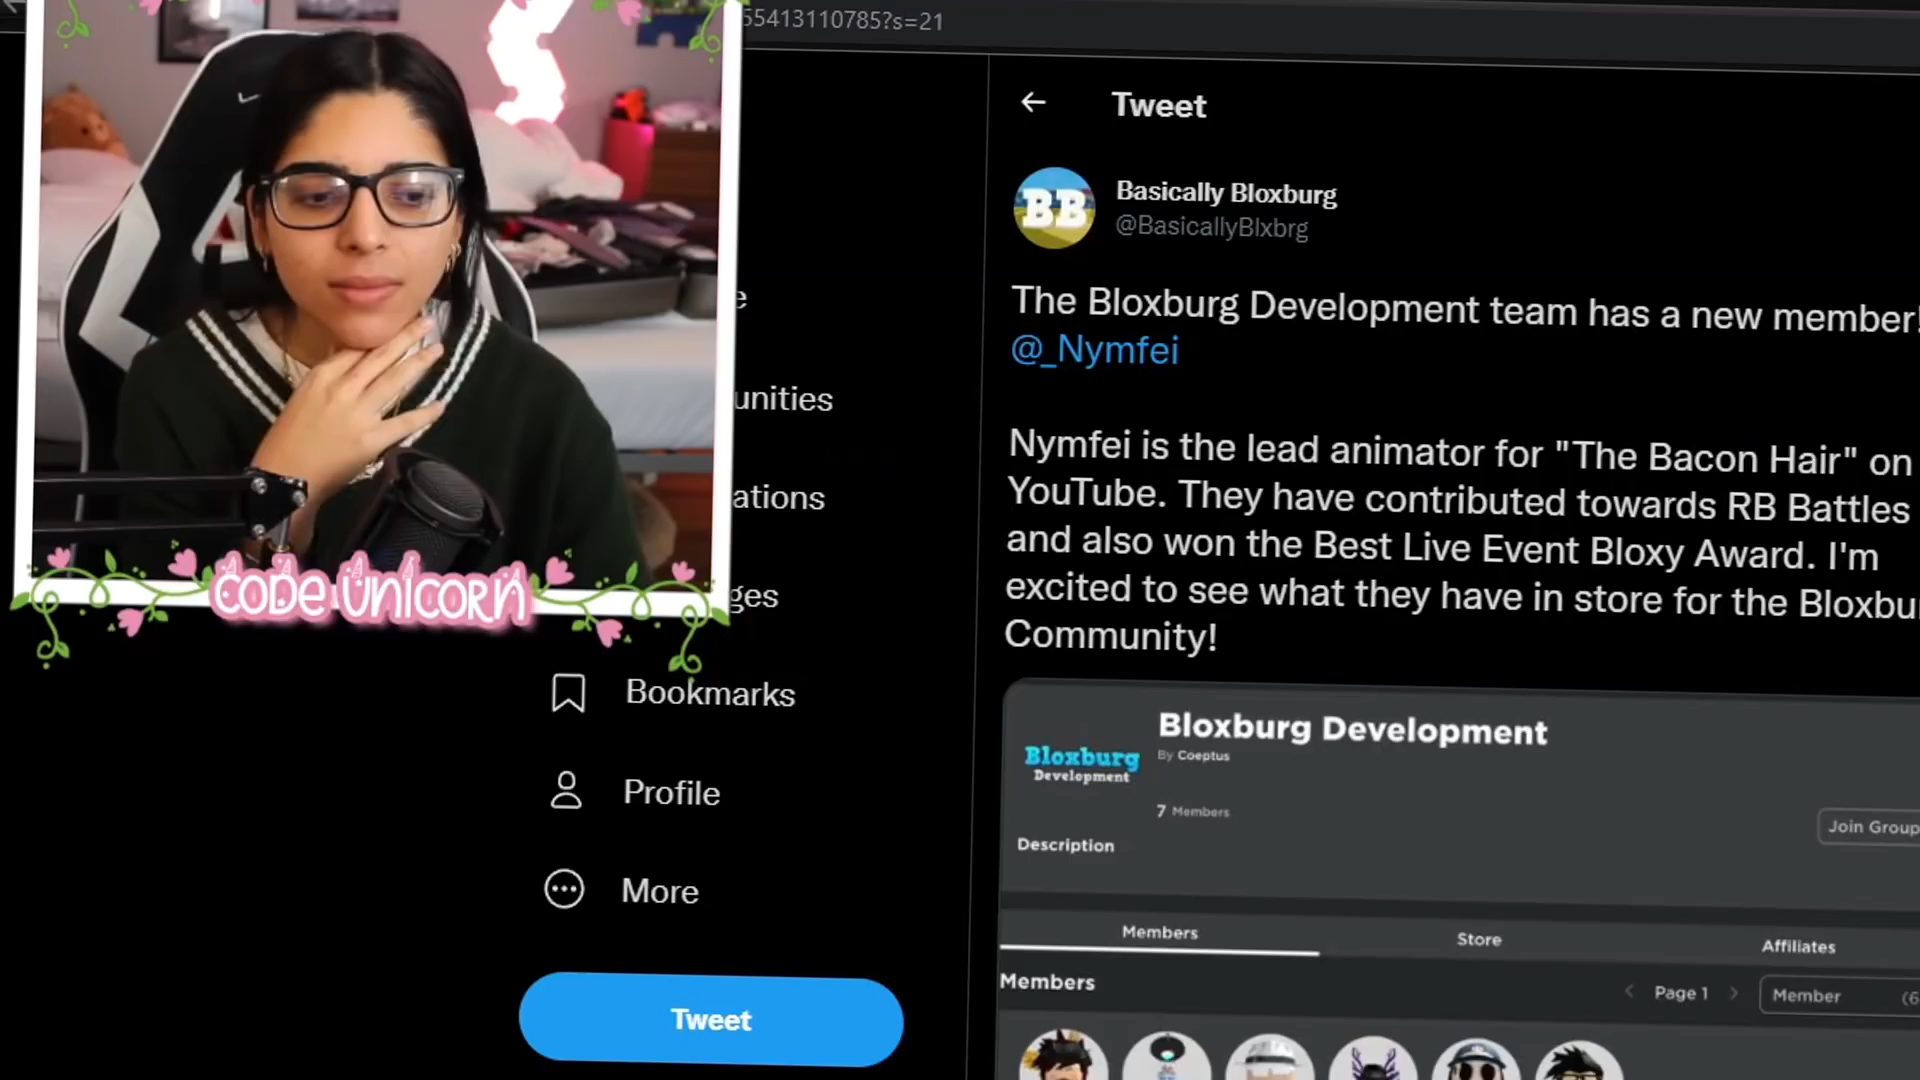 55413110785?s=21
Tweet
BB
Basically Bloxburg
@BasicallyBlxbrg
The Bloxburg Development team has a new member!
@_Nymfei
Nymfei is the lead animator for "The Bacon Hair" on
YouTube. They have contributed towards RB Battles
and also won the Best Live Event Bloxy Award. I'm
excited to see what they have in store for the Bloxbu
Community!
e
unities
ations
ges
CODE UNICORN
Bookmarks
Profile
More
Tweet
Bloxburg
Development
Bloxburg Development
By Coeptus
7 Members
Join Group
Description
Members
Store
Affiliates
Members
Page 1
Member (6